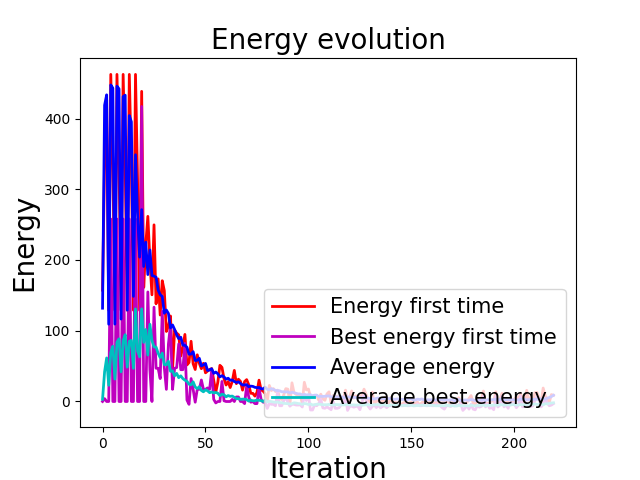 Energy evolution
Energy
400
300
200
100
0
Energy first time
Best energy first time
Average energy
Average best energy
0 50 100 150 200
Iteration